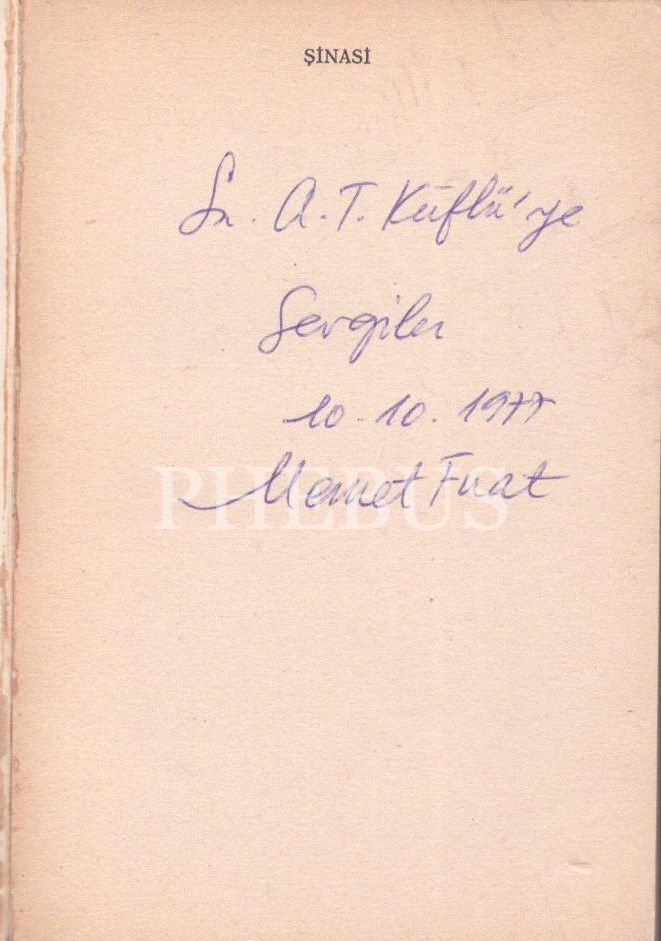 ŞİNASİ
Sn. A. T. Küflü'ye
Sevgiler
10.10.1977
Memet Fuat
PHEBUS